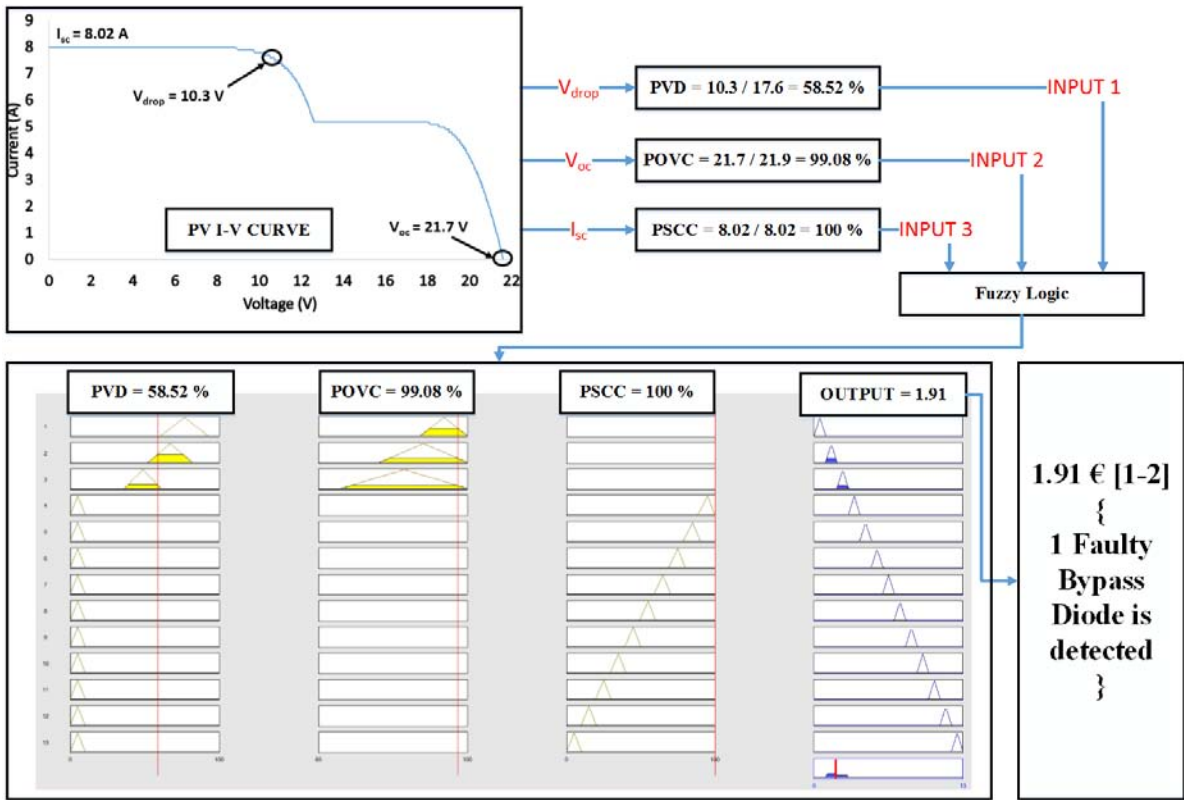 9
8
7
6
5
4
3
2
1
0
Current (A)
I_sc = 8.02 A
V_drop = 10.3 V
PV I-V CURVE
V_oc = 21.7 V
0 2 4 6 8 10 12 14 16 18 20 22
Voltage (V)
V_drop
PVD = 10.3 / 17.6 = 58.52 %
INPUT 1
V_oc
POVC = 21.7 / 21.9 = 99.08 %
INPUT 2
I_sc
PSCC = 8.02 / 8.02 = 100 %
INPUT 3
Fuzzy Logic
PVD = 58.52 %
POVC = 99.08 %
PSCC = 100 %
OUTPUT = 1.91
1
2
3
4
5
6
7
8
9
10
11
12
13
0 100
100
100
0 13
1.91 € [1-2]
{
1 Faulty
Bypass
Diode is
detected
}